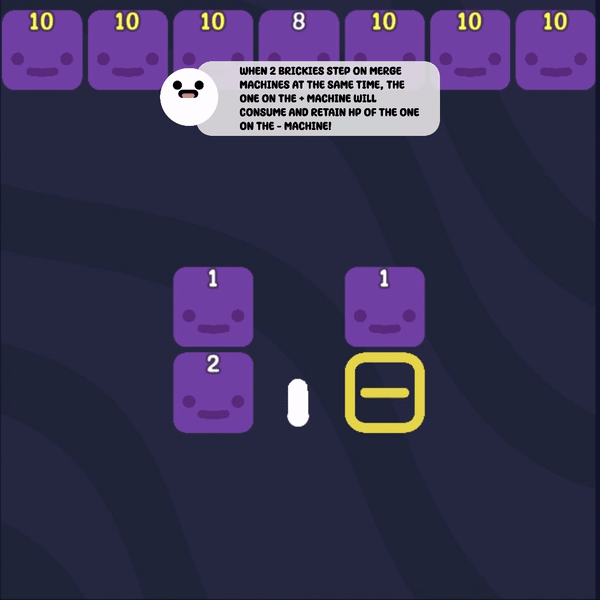 10 10 10 8 10 10 10
WHEN 2 BRICKIES STEP ON MERGE
MACHINES AT THE SAME TIME, THE
ONE ON THE + MACHINE WILL
CONSUME AND RETAIN HP OF THE ONE
ON THE - MACHINE!
1 1
2